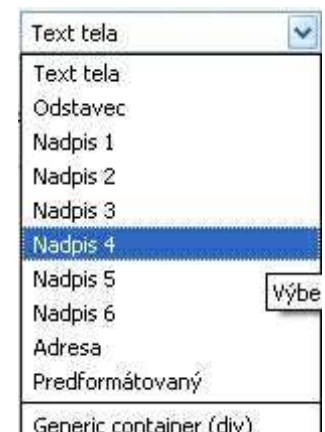 Text tela
Text tela
Odstavec
Nadpis 1
Nadpis 2
Nadpis 3
Nadpis 4
Nadpis 5
Výbe
Nadpis 6
Adresa
Predformátovaný
Generic container (div)